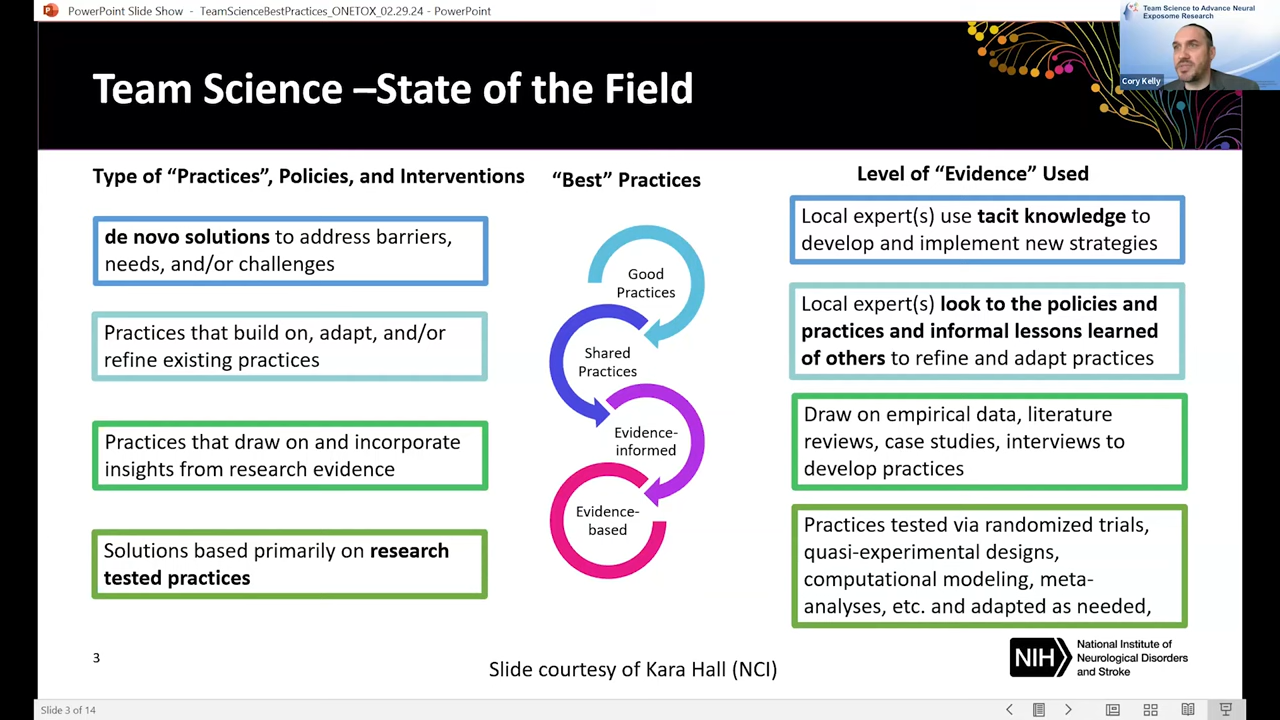 PowerPoint Slide Show - TeamScienceBestPractices_ONETOX_02.29.24 - PowerPoint
Team Science to Advance Neural
Exposome Research
Cory Kelly
Team Science –State of the Field
Type of “Practices”, Policies, and Interventions
“Best” Practices
Level of “Evidence” Used
de novo solutions to address barriers,
needs, and/or challenges
Good
Practices
Local expert(s) use tacit knowledge to
develop and implement new strategies
Practices that build on, adapt, and/or
refine existing practices
Shared
Practices
Local expert(s) look to the policies and
practices and informal lessons learned
of others to refine and adapt practices
Practices that draw on and incorporate
insights from research evidence
Evidence-
informed
Draw on empirical data, literature
reviews, case studies, interviews to
develop practices
Solutions based primarily on research
tested practices
Evidence-
based
Practices tested via randomized trials,
quasi-experimental designs,
computational modeling, meta-
analyses, etc. and adapted as needed,
3
Slide courtesy of Kara Hall (NCI)
NIH
National Institute of
Neurological Disorders
and Stroke
Slide 3 of 14